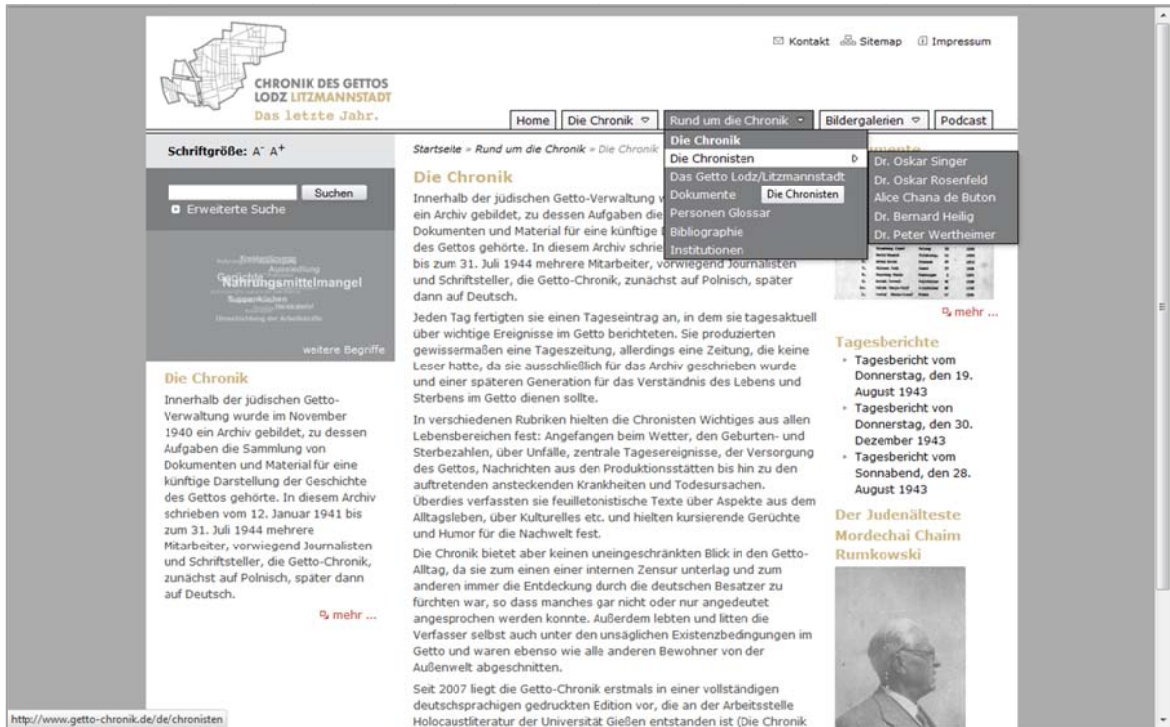 Kontakt Sitemap Impressum
CHRONIK DES GETTOS
LODZ LITZMANNSTADT
Das letzte Jahr.
Home Die Chronik Rund um die Chronik Bildergalerien Podcast
Schriftgröße: A- A+
Suchen
Erweiterte Suche
Aussiedlung
Nahrungsmittelmangel
weitere Begriffe
Die Chronik
Innerhalb der jüdischen Getto-
Verwaltung wurde im November
1940 ein Archiv gebildet, zu dessen
Aufgaben die Sammlung von
Dokumenten und Material für eine
künftige Darstellung der Geschichte
des Gettos gehörte. In diesem Archiv
schrieben vom 12. Januar 1941 bis
zum 31. Juli 1944 mehrere
Mitarbeiter, vorwiegend Journalisten
und Schriftsteller, die Getto-Chronik,
zunächst auf Polnisch, später dann
auf Deutsch.
mehr ...
Startseite » Rund um die Chronik » Die Chronik
Die Chronik
Innerhalb der jüdischen Getto-Verwaltung
ein Archiv gebildet, zu dessen Aufgaben die
Dokumenten und Material für eine künftige
des Gettos gehörte. In diesem Archiv schrie
bis zum 31. Juli 1944 mehrere Mitarbeiter, vorwiegend Journalisten
und Schriftsteller, die Getto-Chronik, zunächst auf Polnisch, später
dann auf Deutsch.
Jeden Tag fertigten sie einen Tageseintrag an, in dem sie tagesaktuell
über wichtige Ereignisse im Getto berichteten. Sie produzierten
gewissermaßen eine Tageszeitung, allerdings eine Zeitung, die keine
Leser hatte, da sie ausschließlich für das Archiv geschrieben wurde
und einer späteren Generation für das Verständnis des Lebens und
Sterbens im Getto dienen sollte.
In verschiedenen Rubriken hielten die Chronisten Wichtiges aus allen
Lebensbereichen fest: Angefangen beim Wetter, den Geburten- und
Sterbezahlen, über Unfälle, zentrale Tagesereignisse, der Versorgung
des Gettos, Nachrichten aus den Produktionsstätten bis hin zu den
auftretenden ansteckenden Krankheiten und Todesursachen.
Überdies verfassten sie feuilletonistische Texte über Aspekte aus dem
Alltagsleben, über Kulturelles etc. und hielten kursierende Gerüchte
und Humor für die Nachwelt fest.
Die Chronik bietet aber keinen uneingeschränkten Blick in den Getto-
Alltag, da sie zum einen einer internen Zensur unterlag und zum
anderen immer die Entdeckung durch die deutschen Besatzer zu
fürchten war, so dass manches gar nicht oder nur angedeutet
angesprochen werden konnte. Außerdem lebten und litten die
Verfasser selbst auch unter den unsäglichen Existenzbedingungen im
Getto und waren ebenso wie alle anderen Bewohner von der
Außenwelt abgeschnitten.
Seit 2007 liegt die Getto-Chronik erstmals in einer vollständigen
deutschsprachigen gedruckten Edition vor, die an der Arbeitsstelle
Holocaustliteratur der Universität Gießen entstanden ist (Die Chronik
Die Chronik
Die Chronisten
Das Getto Lodz/Litzmannstadt
Dokumente
Die Chronisten
Personen Glossar
Bibliographie
Institutionen
Dr. Oskar Singer
Dr. Oskar Rosenfeld
Alice Chana de Buton
Dr. Bernard Heilig
Dr. Peter Wertheimer
mehr ...
Tagesberichte
Tagesbericht vom
Donnerstag, den 19.
August 1943
Tagesbericht von
Donnerstag, den 30.
Dezember 1943
Tagesbericht vom
Sonnabend, den 28.
August 1943
Der Judenälteste
Mordechai Chaim
Rumkowski
http://www.getto-chronik.de/de/chronisten